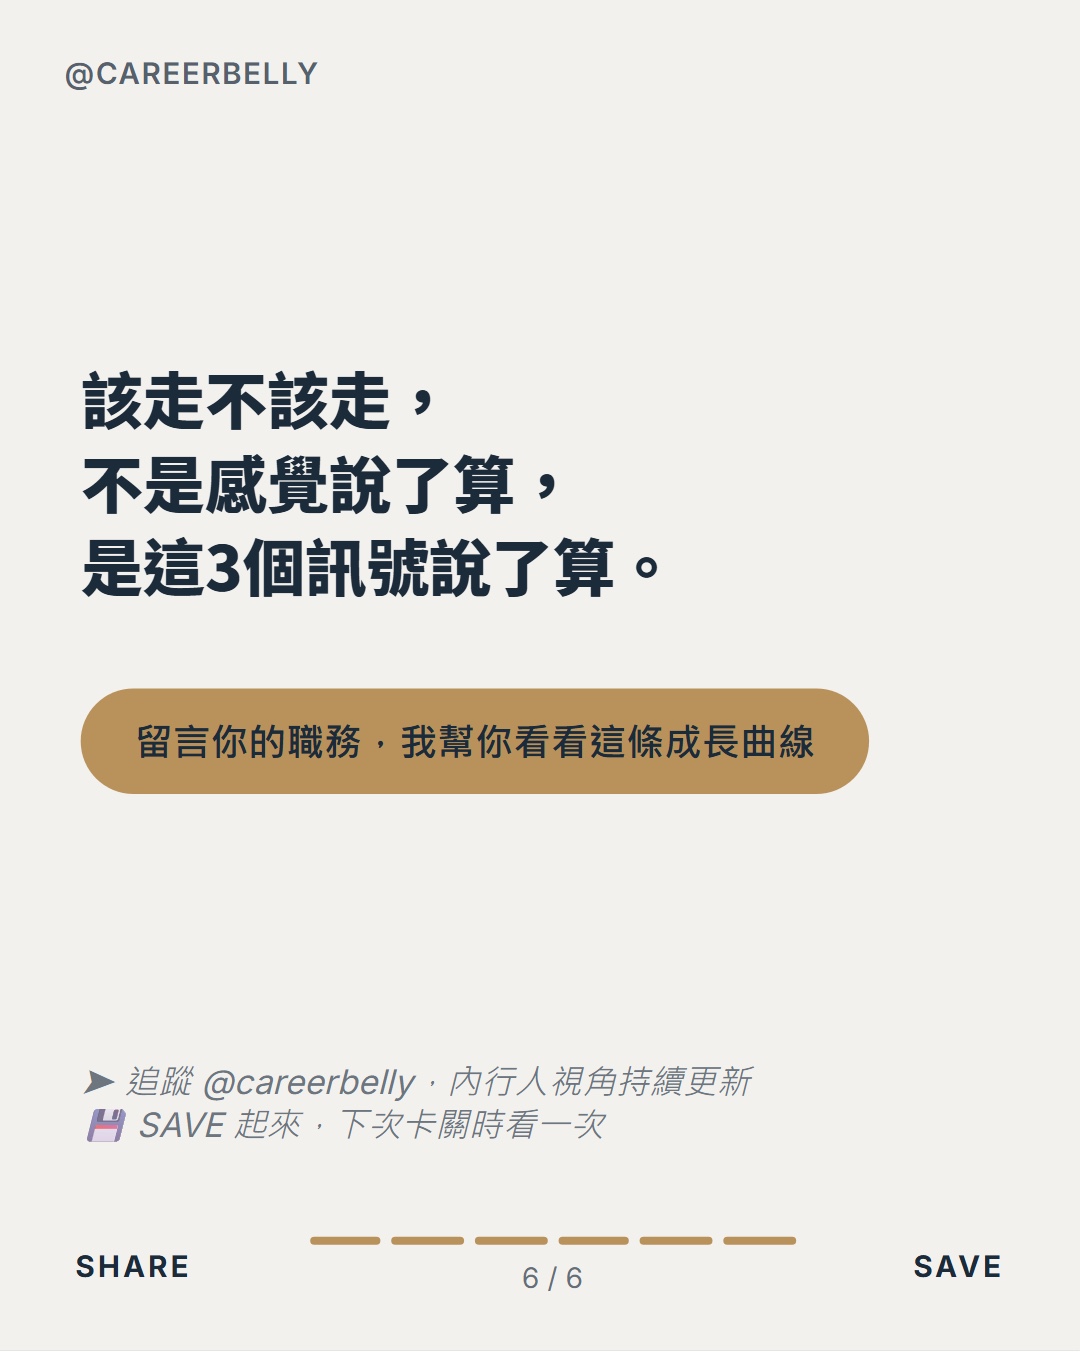 @CAREERBELLY
該走不該走，
不是感覺說了算，
是這3個訊號說了算。
留言你的職務，我幫你看看這條成長曲線
➤ 追蹤 @careerbelly，內行人視角持續更新
💾 SAVE 起來，下次卡關時看一次
SHARE
6 / 6
SAVE